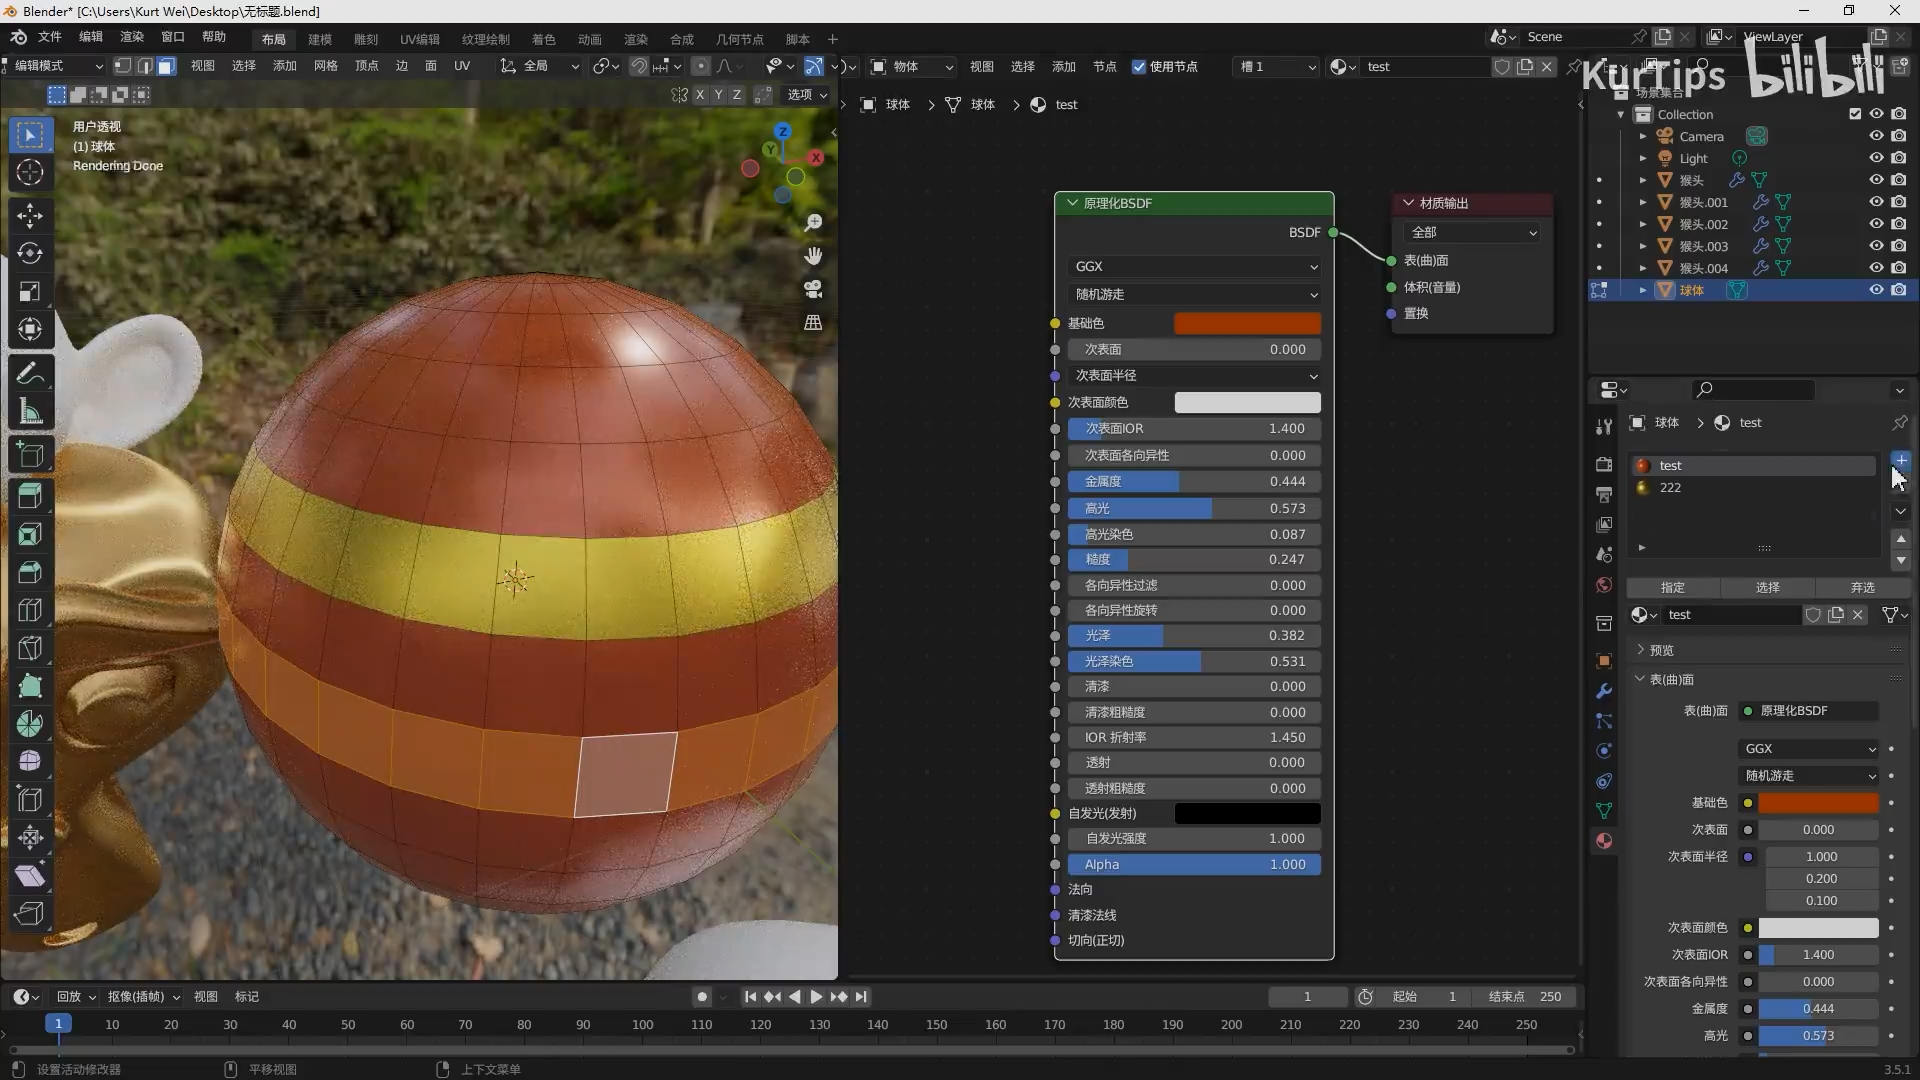 Blender* [C:\Users\Kurt Wei\Desktop\无标题.blend]
文件 编辑 渲染 窗口 帮助 布局 建模 雕刻 UV编辑 纹理绘制 着色 动画 渲染 合成 几何节点 脚本 Scene ViewLayer
编辑模式 视图 选择 添加 网格 顶点 边 面 UV 全局 物体 视图 选择 添加 节点 使用节点 槽 1 test
KurTips bilibili
X Y Z 选项
球体 球体 test
用户透视
(1) 球体
Rendering Done
Z
Y
X
原理化BSDF
BSDF
GGX
随机游走
基础色
次表面 0.000
次表面半径
次表面颜色
次表面IOR 1.400
次表面各向异性 0.000
金属度 0.444
高光 0.573
高光染色 0.087
糙度 0.247
各向异性过滤 0.000
各向异性旋转 0.000
光泽 0.382
光泽染色 0.531
清漆 0.000
清漆粗糙度 0.000
IOR 折射率 1.450
透射 0.000
透射粗糙度 0.000
自发光(发射)
自发光强度 1.000
Alpha 1.000
法向
清漆法线
切向(正切)
材质输出
全部
表(曲)面
体积(音量)
置换
场景集合
Collection
Camera
Light
猴头
猴头.001
猴头.002
猴头.003
猴头.004
球体
球体 test
test
222
指定 选择 弃选
test
预览
表(曲)面
表(曲)面 原理化BSDF
GGX
随机游走
基础色
次表面 0.000
次表面半径 1.000
0.200
0.100
次表面颜色
次表面IOR 1.400
次表面各向异性 0.000
金属度 0.444
高光 0.573
回放 抠像(插帧) 视图 标记 1 起始 1 结束点 250
1 10 20 30 40 50 60 70 80 90 100 110 120 130 140 150 160 170 180 190 200 210 220 230 240 250
设置活动修改器 平移视图 上下文菜单 3.5.1